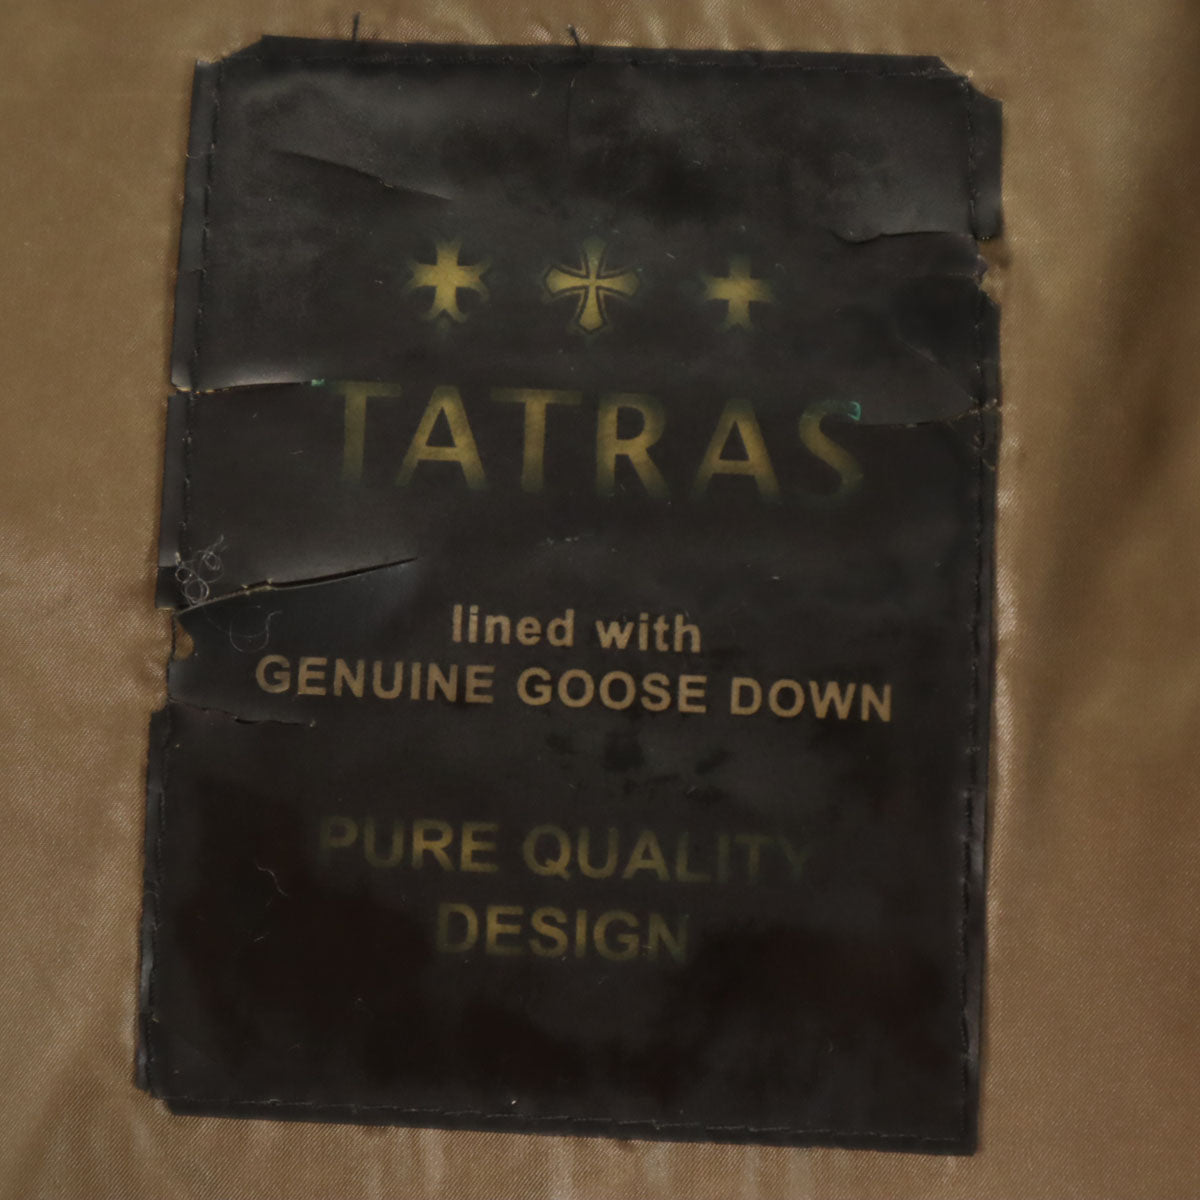 TATRAS
lined with
GENUINE GOOSE DOWN
PURE QUALITY
DESIGN